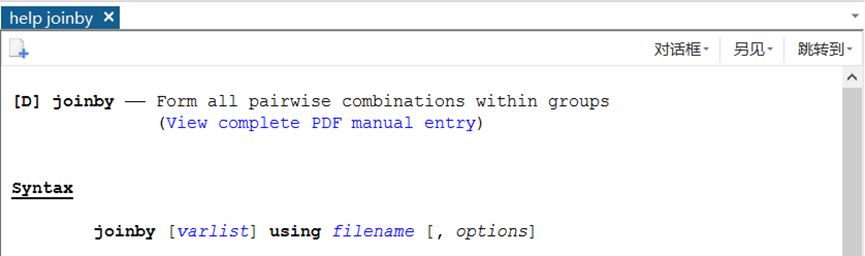 help joinby ×
对话框 另见 跳转到
[D] joinby — Form all pairwise combinations within groups
(View complete PDF manual entry)
Syntax
joinby [varlist] using filename [, options]